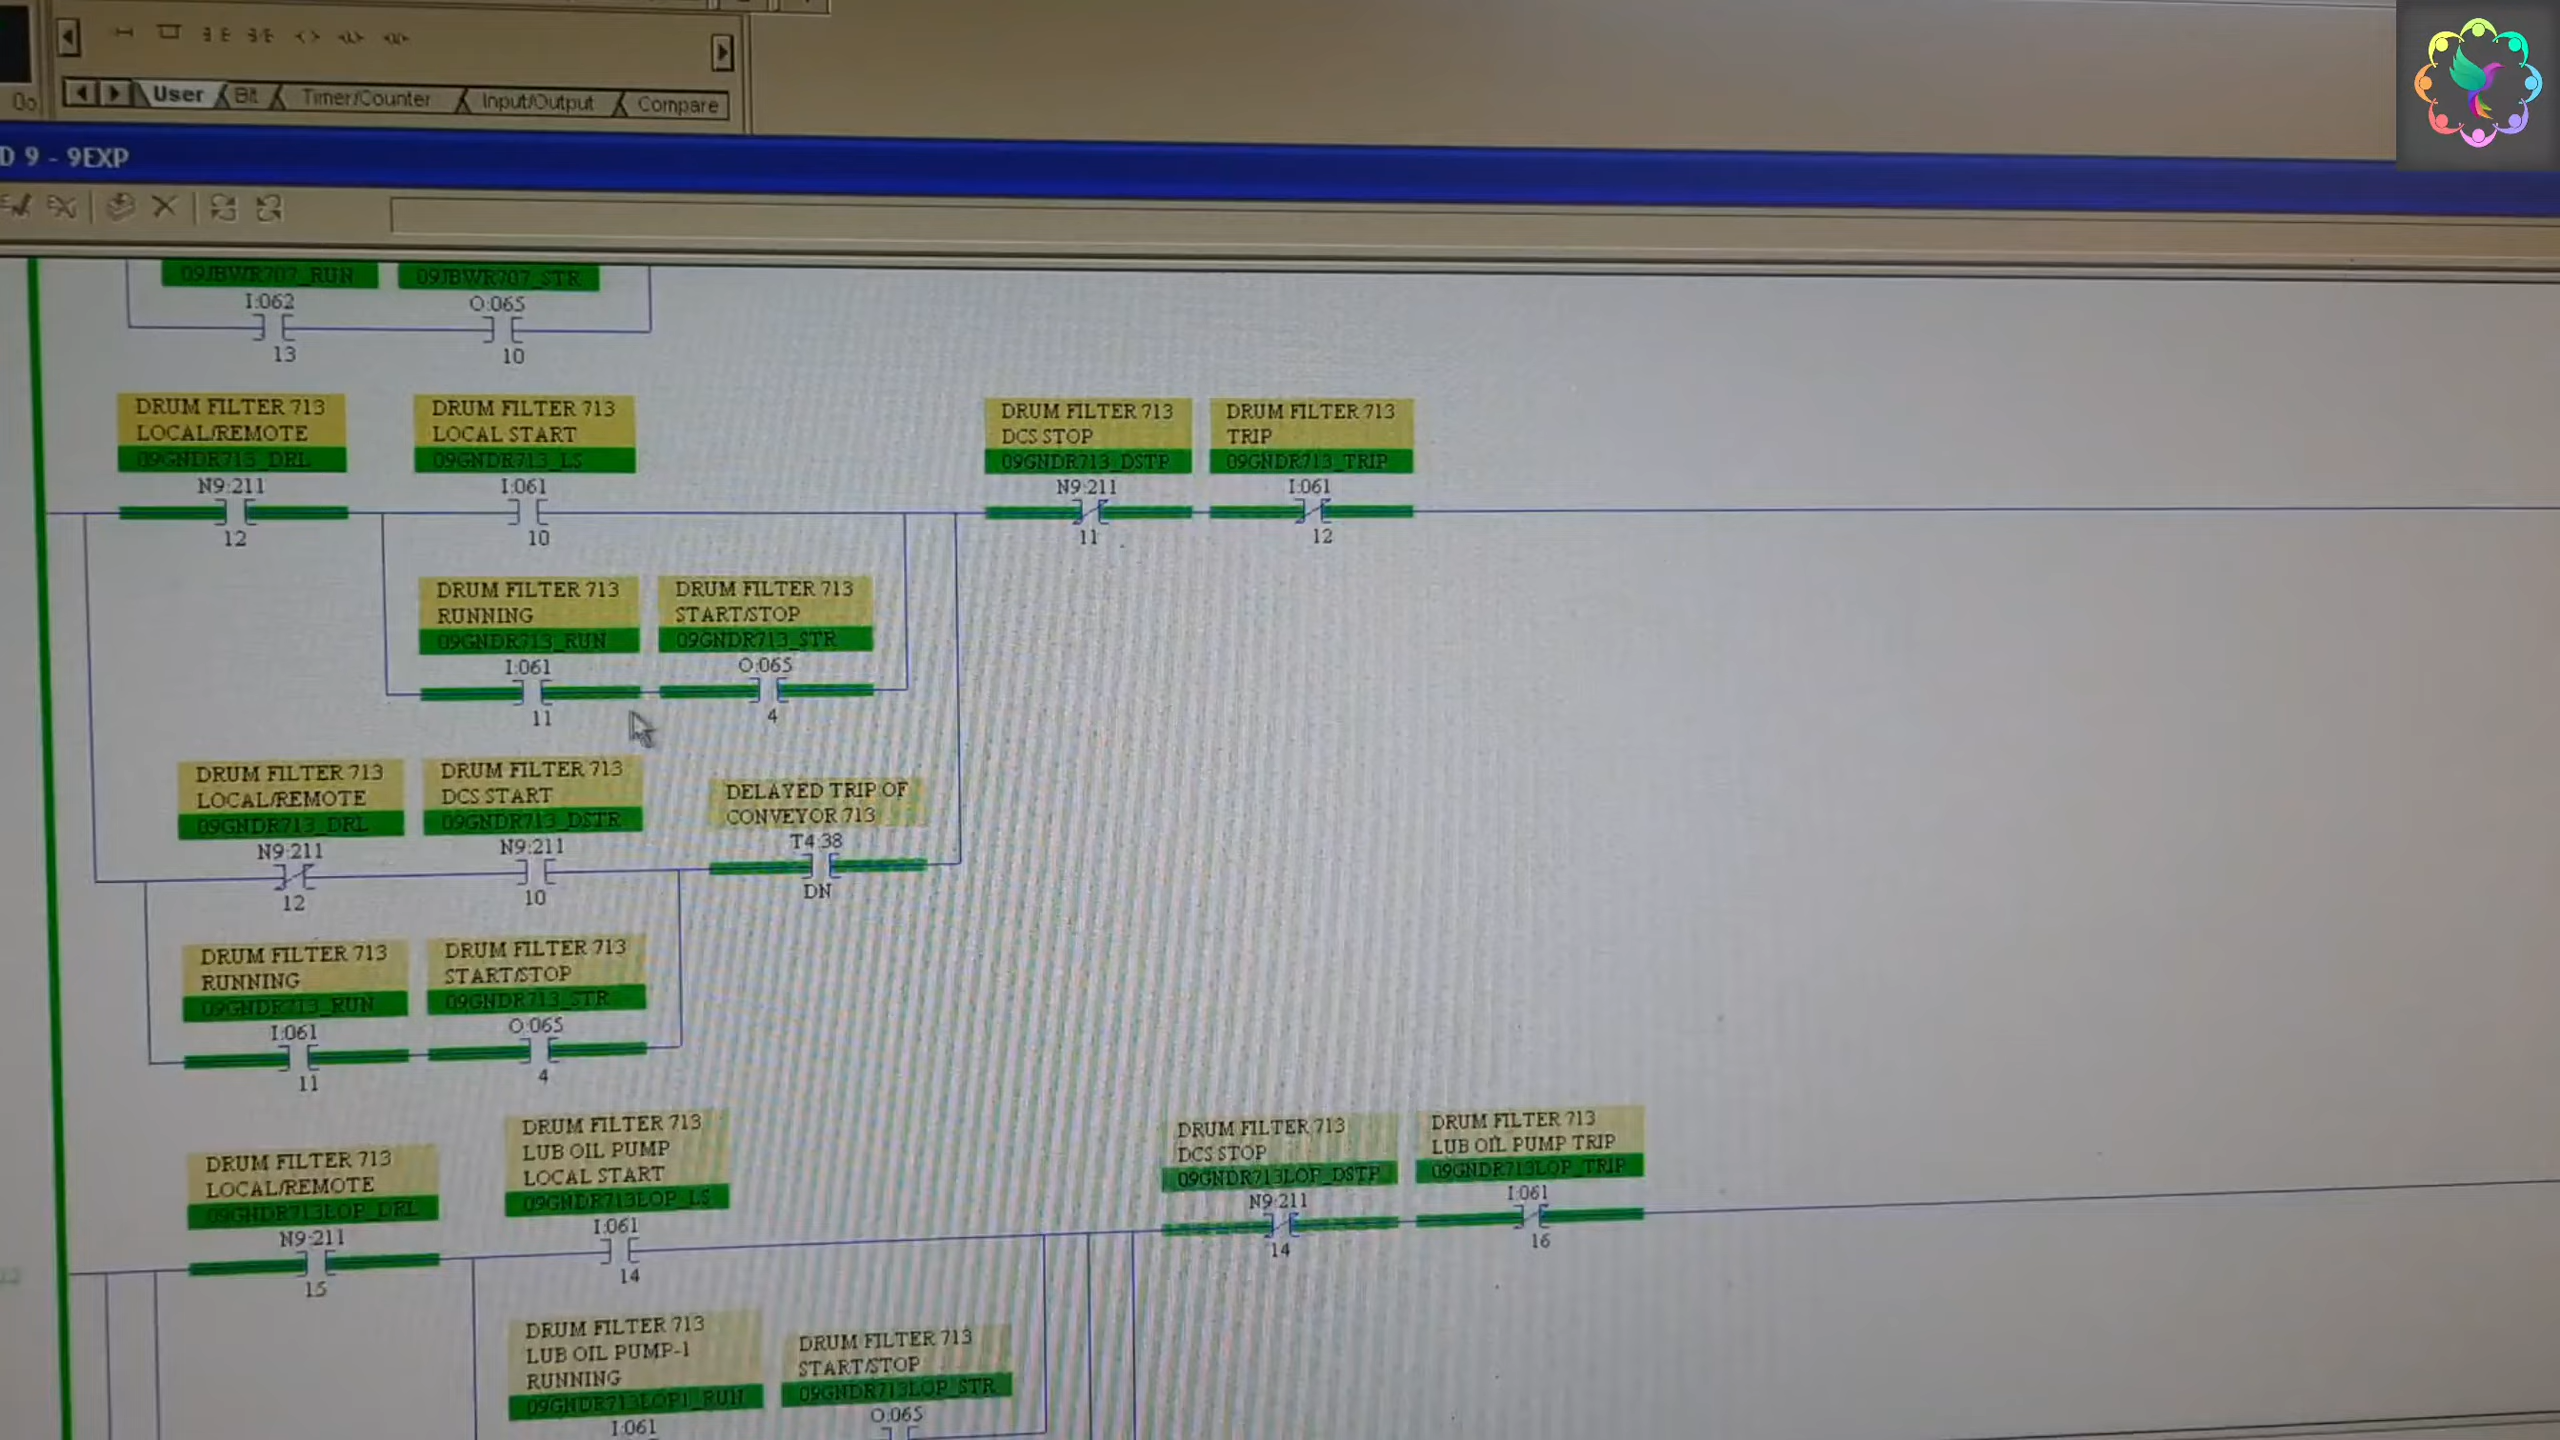 User Bit Timer/Counter Input/Output Compare
D 9 - 9EXP
09JBWR707_RUN 09JBWR707_STR
I:062 O:065
13 10
DRUM FILTER 713
LOCAL/REMOTE
09GNDR713_DRL
N9:211
12
DRUM FILTER 713
LOCAL START
09GNDR713_LS
I:061
10
DRUM FILTER 713
DCS STOP
09GNDR713_DSTP
N9:211
11
DRUM FILTER 713
TRIP
09GNDR713_TRIP
I:061
12
DRUM FILTER 713
RUNNING
09GNDR713_RUN
I:061
11
DRUM FILTER 713
START/STOP
09GNDR713_STR
O:065
4
DRUM FILTER 713
LOCAL/REMOTE
09GNDR713_DRL
N9:211
12
DRUM FILTER 713
DCS START
09GNDR713_DSTR
N9:211
10
DELAYED TRIP OF
CONVEYOR 713
T4:38
DN
DRUM FILTER 713
RUNNING
09GNDR713_RUN
I:061
11
DRUM FILTER 713
START/STOP
09GNDR713_STR
O:065
4
DRUM FILTER 713
LOCAL/REMOTE
09GNDR713LOP_DRL
N9:211
15
DRUM FILTER 713
LUB OIL PUMP
LOCAL START
09GNDR713LOP_LS
I:061
14
DRUM FILTER 713
DCS STOP
09GNDR713LOP_DSTP
N9:211
14
DRUM FILTER 713
LUB OIL PUMP TRIP
09GNDR713LOP_TRIP
I:061
16
DRUM FILTER 713
LUB OIL PUMP-1
RUNNING
09GNDR713LOP1_RUN
I:061
DRUM FILTER 713
START/STOP
09GNDR713LOP_STR
O:065